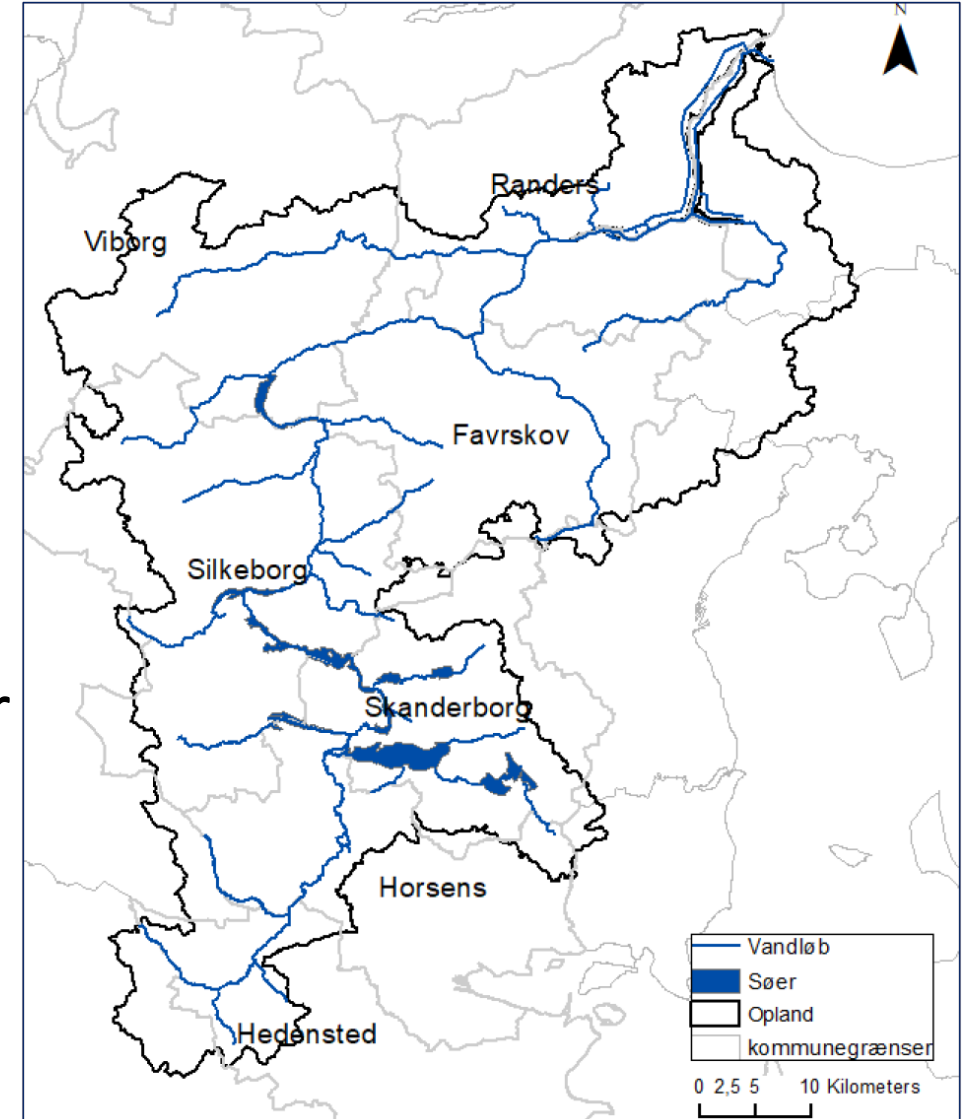 N
Randers
Viborg
Favrskov
Silkeborg
r
Skanderborg
Horsens
Hedensted
Vandløb
Søer
Opland
kommunegrænser
0 2,5 5 10 Kilometers